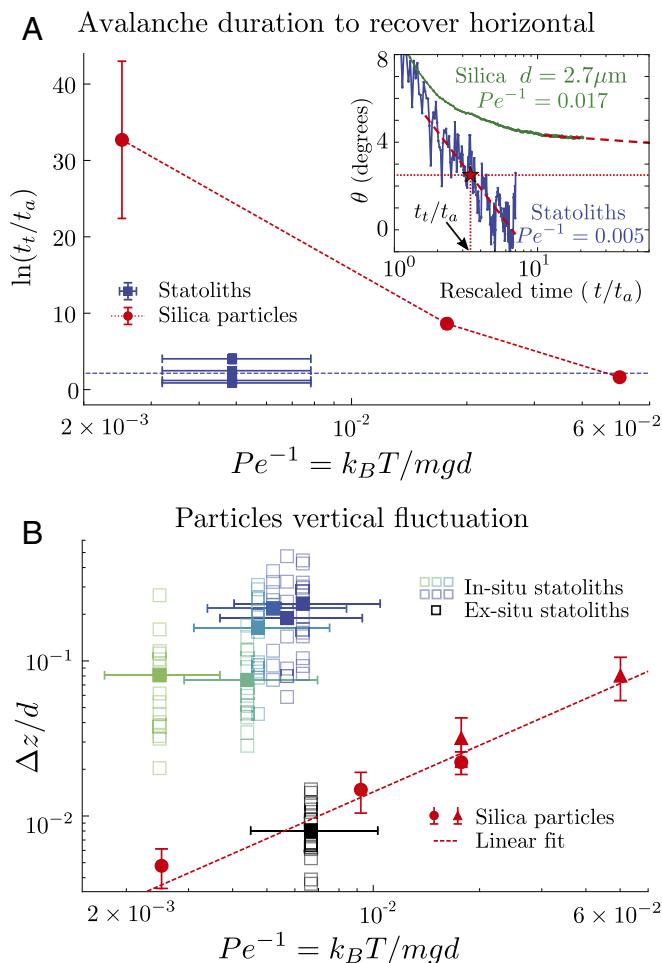 A
Avalanche duration to recover horizontal
ln(t_t/t_a)
40
30
20
10
0
Statoliths
Silica particles
2 × 10⁻³
10⁻²
6 × 10⁻²
Pe⁻¹ = k_BT/mgd
θ (degrees)
8
4
0
Silica d = 2.7μm
Pe⁻¹ = 0.017
t_t/t_a
Statoliths
Pe⁻¹ = 0.005
10⁰
10¹
Rescaled time ( t/t_a)
B
Particles vertical fluctuation
Δz/d
10⁻¹
10⁻²
In-situ statoliths
Ex-situ statoliths
Silica particles
Linear fit
2 × 10⁻³
10⁻²
6 × 10⁻²
Pe⁻¹ = k_BT/mgd